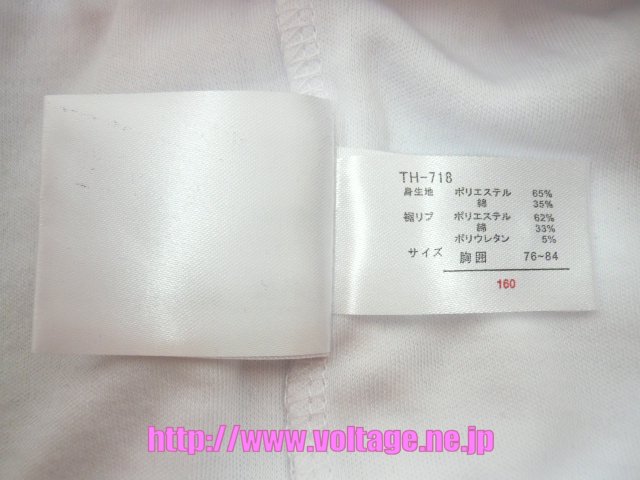 TH-718
身生地 ポリエステル 65%
綿 35%
裾リブ ポリエステル 62%
綿 33%
ポリウレタン 5%
サイズ 胸囲 76-84
160
http://www.voltage.ne.jp